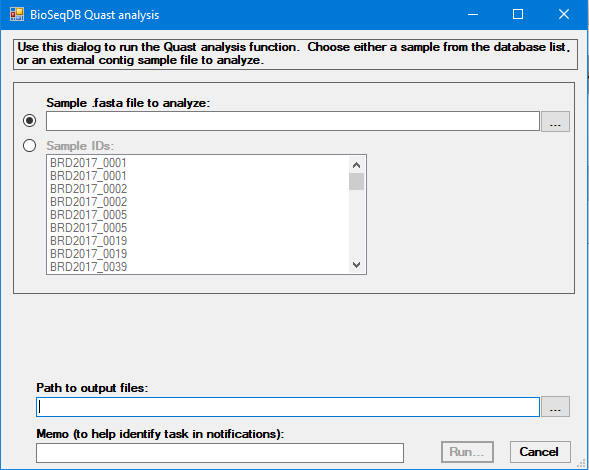 BioSeqDB Quast analysis
Use this dialog to run the Quast analysis function. Choose either a sample from the database list,
or an external contig sample file to analyze.
Sample .fasta file to analyze:
...
Sample IDs:
BRD2017_0001
BRD2017_0001
BRD2017_0002
BRD2017_0002
BRD2017_0005
BRD2017_0005
BRD2017_0019
BRD2017_0019
BRD2017_0039
Path to output files:
...
Memo (to help identify task in notifications):
Run...
Cancel